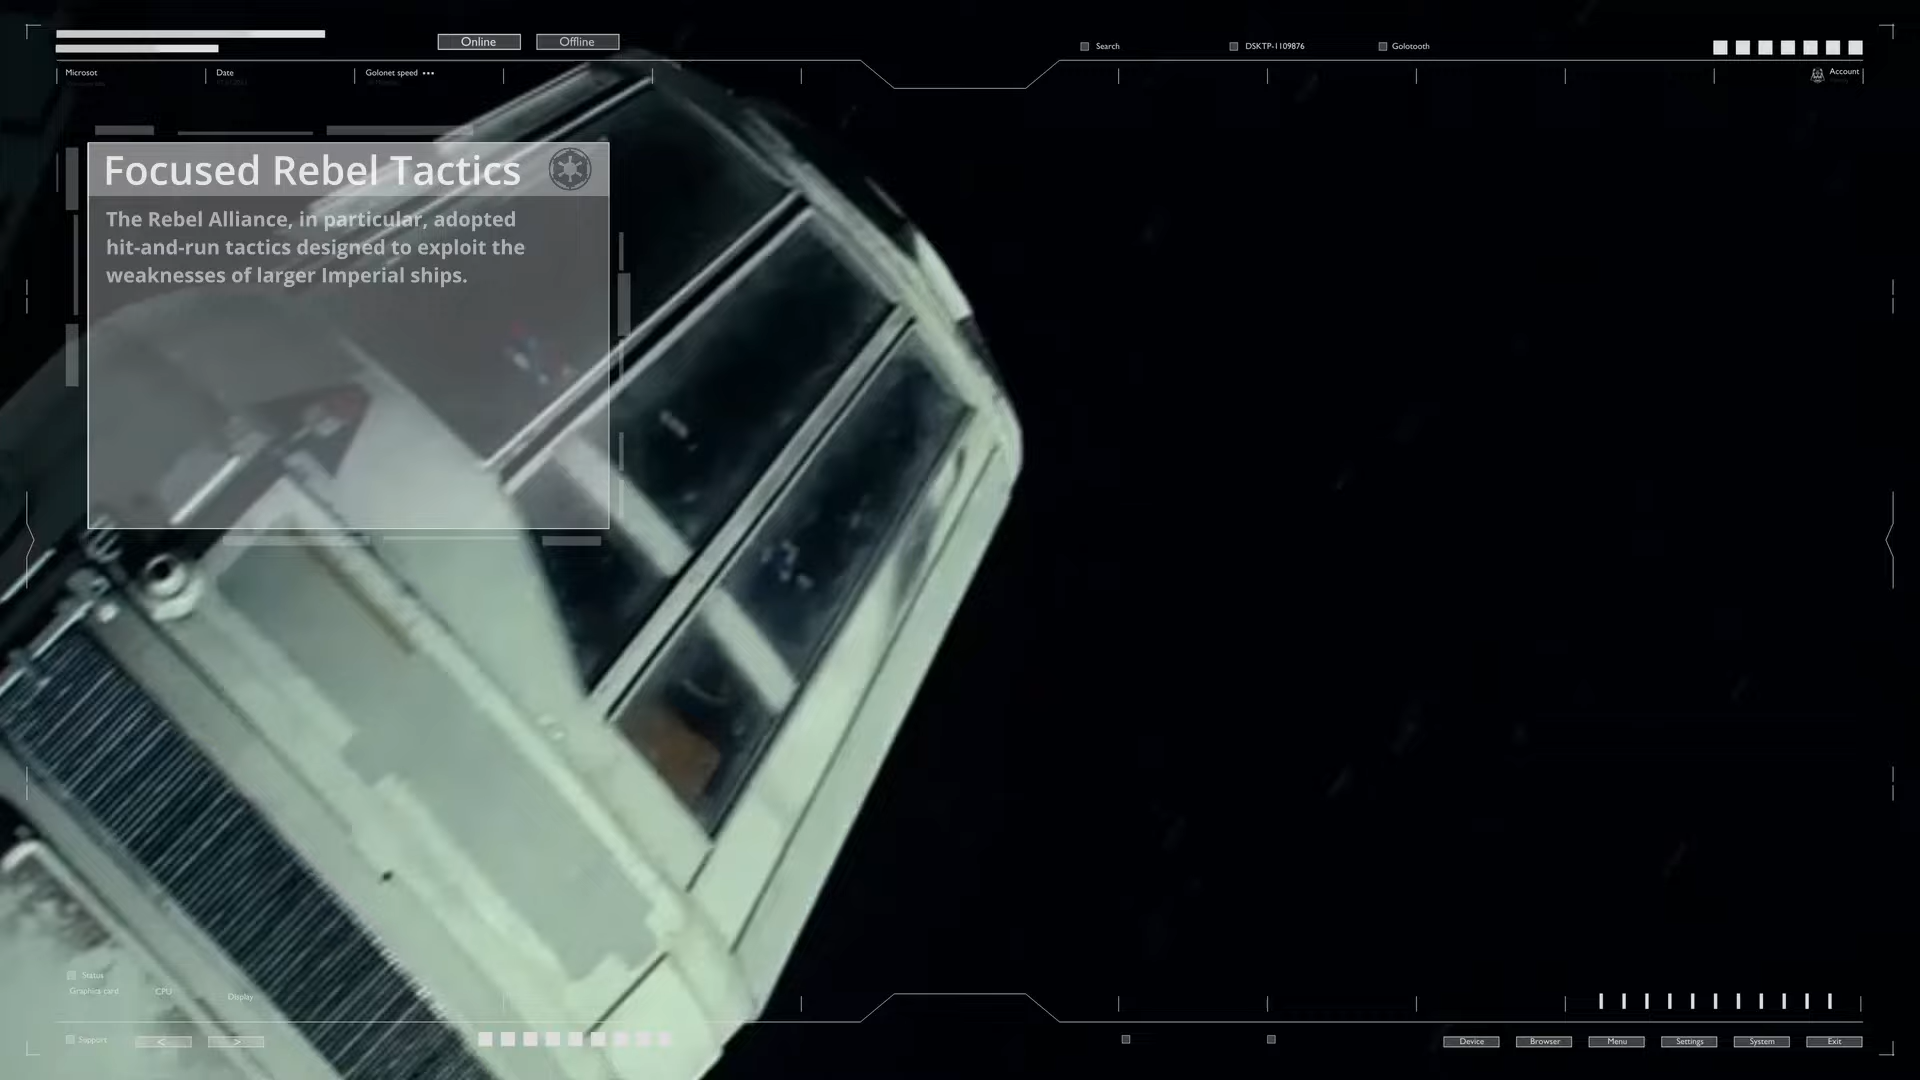 Online
Offline
Search
DSKTP-1109876
Golotooth
Microsot
Date
Golonet speed •••
Account
Focused Rebel Tactics
The Rebel Alliance, in particular, adopted
hit-and-run tactics designed to exploit the
weaknesses of larger Imperial ships.
Status
Graphics card
CPU
Display
Support
<
>
Device
Browser
Menu
Settings
System
Exit